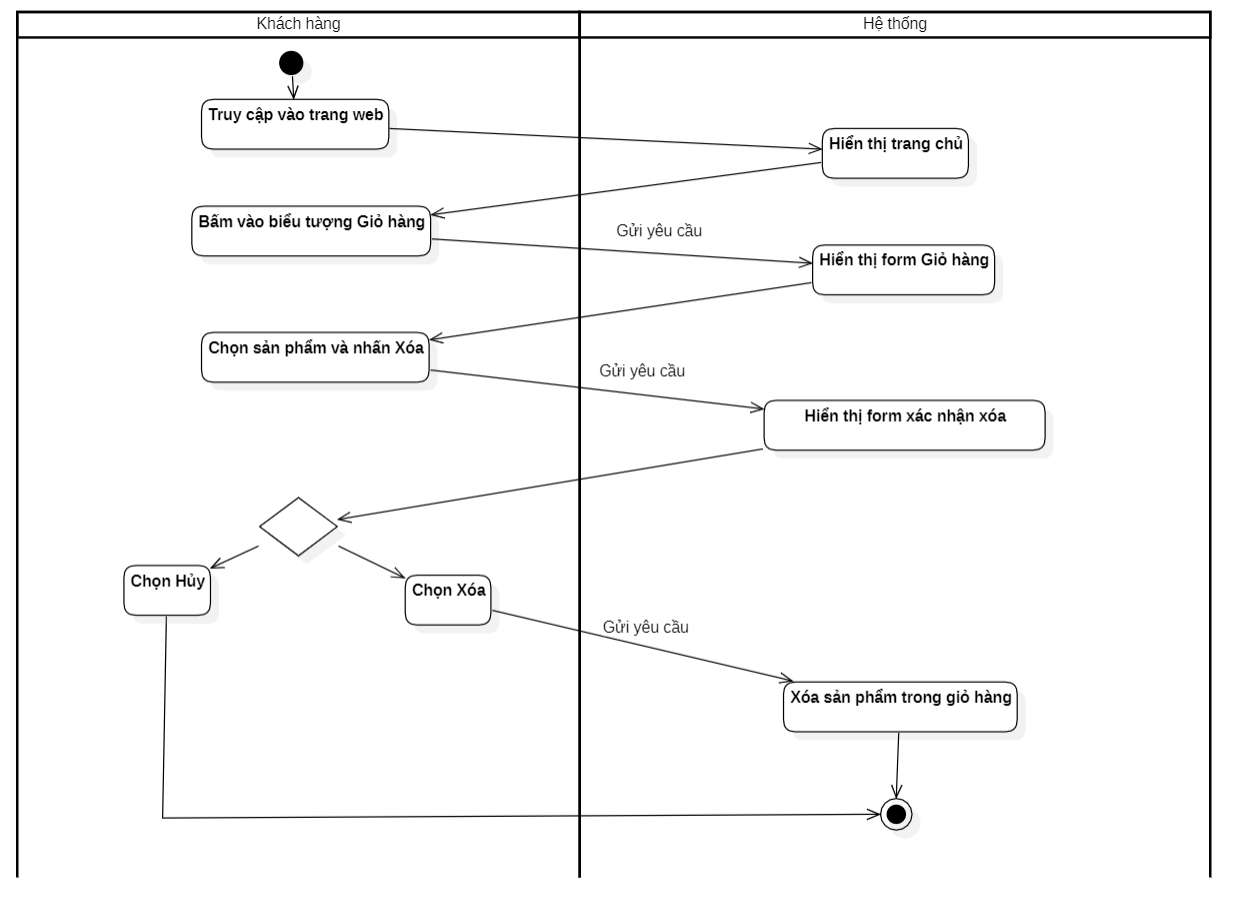 Khách hàng
Hệ thống
Truy cập vào trang web
Hiển thị trang chủ
Bấm vào biểu tượng Giỏ hàng
Gửi yêu cầu
Hiển thị form Giỏ hàng
Chọn sản phẩm và nhấn Xóa
Gửi yêu cầu
Hiển thị form xác nhận xóa
Chọn Hủy
Chọn Xóa
Gửi yêu cầu
Xóa sản phẩm trong giỏ hàng